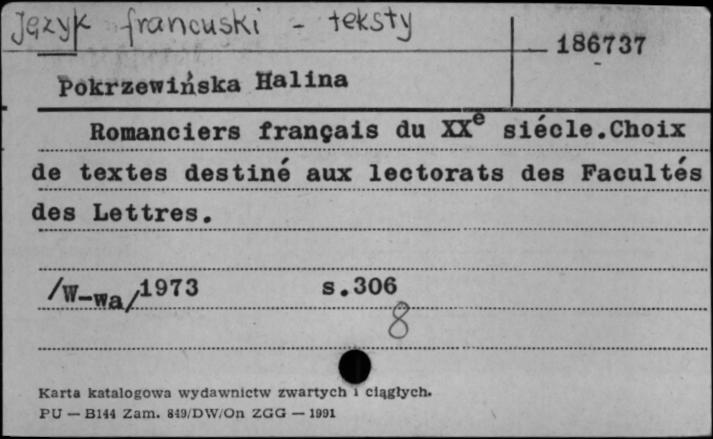 Język francuski - teksty
186737
Pokrzewińska Halina
Romanciers français du XXe siécle.Choix
de textes destiné aux lectorats des Facultés
des Lettres.
/W-wa/1973 s.306
8
Karta katalogowa wydawnictw zwartych i ciągłych.
PU — B144 Zam. 849/DW/On ZGG — 1991